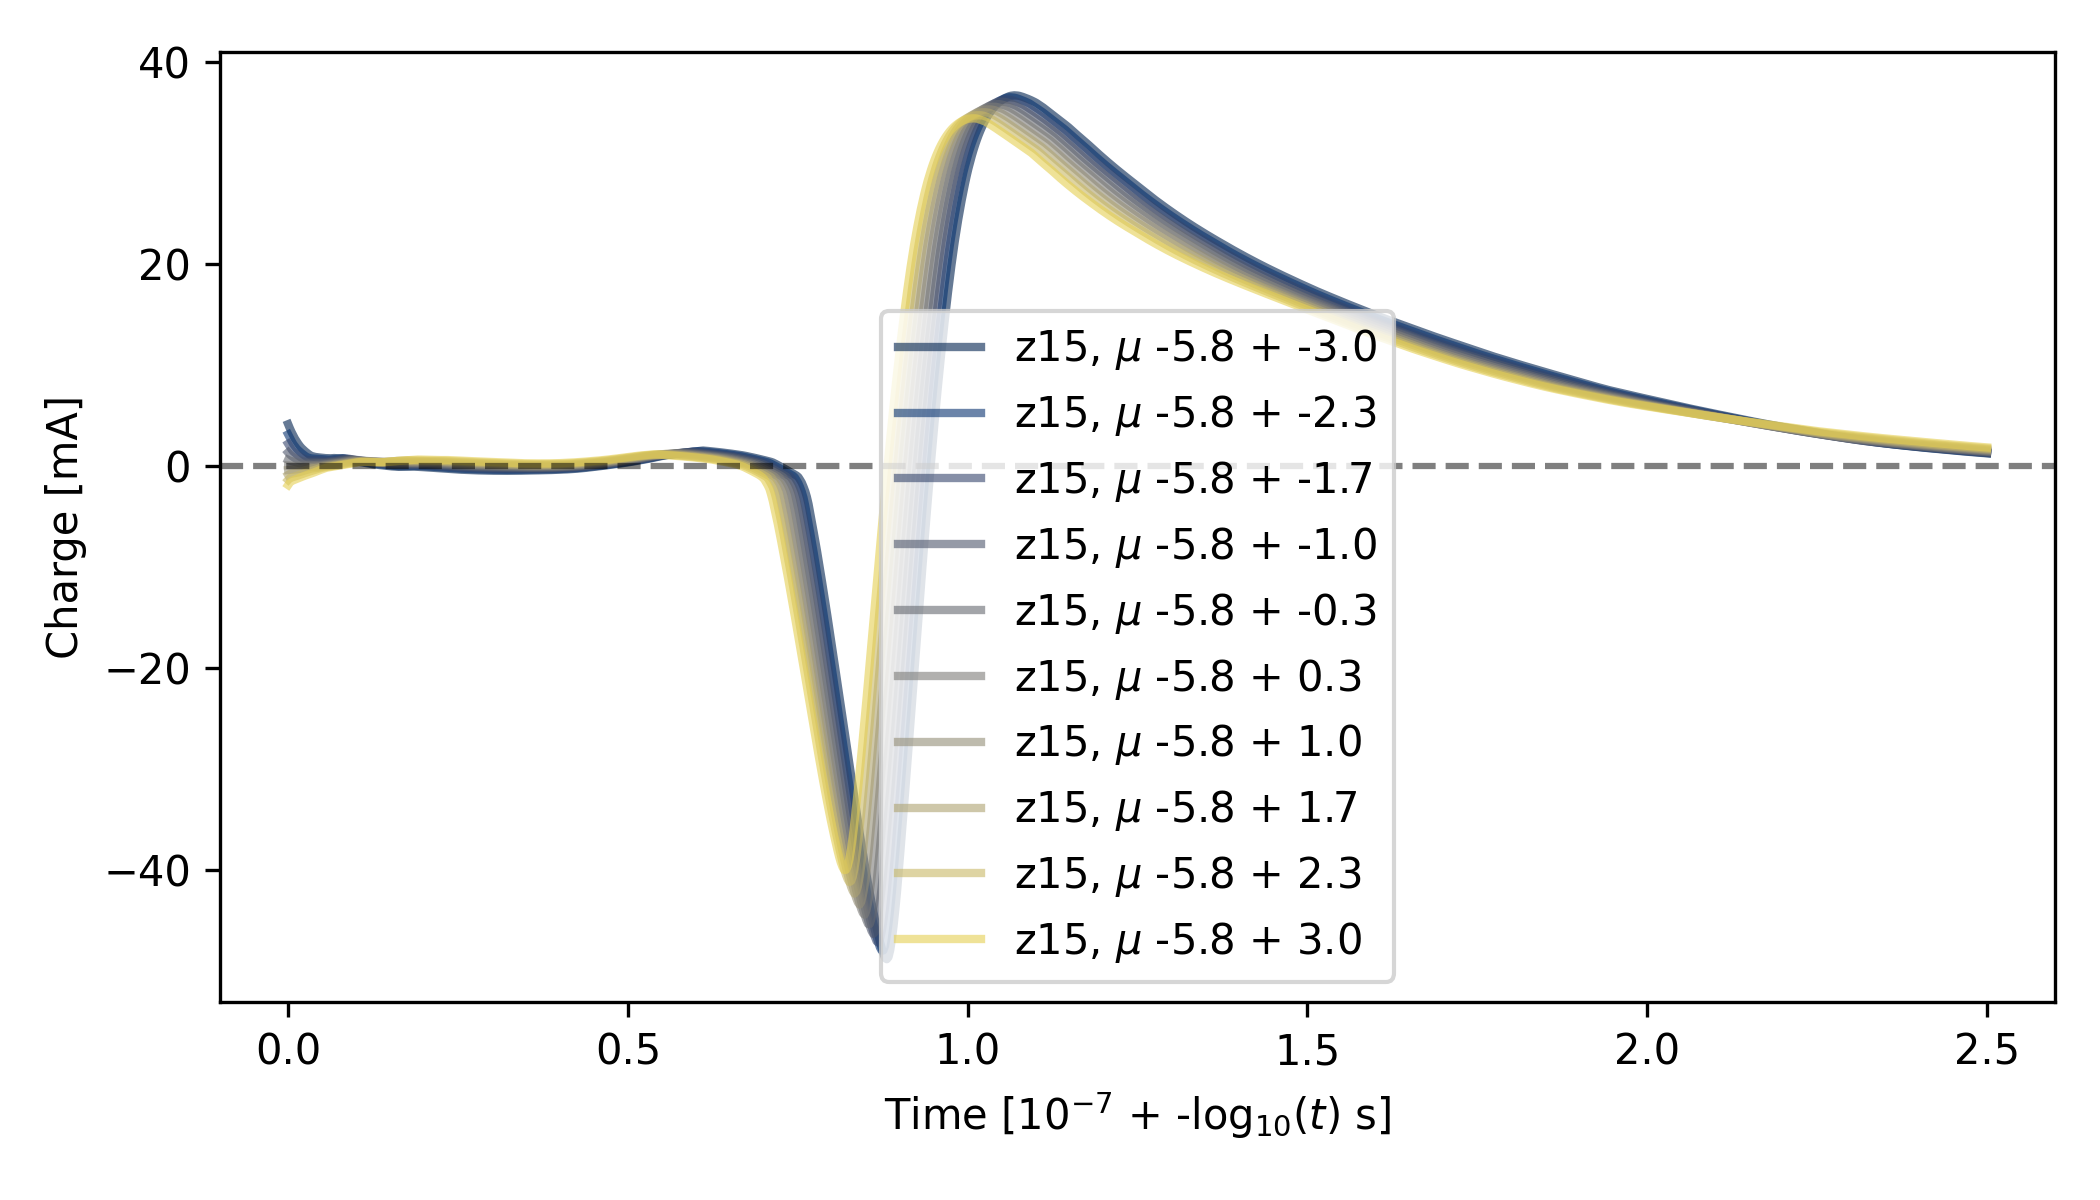 40
20
0
−20
−40
Charge [mA]
z15, μ -5.8 + -3.0
z15, μ -5.8 + -2.3
z15, μ -5.8 + -1.7
z15, μ -5.8 + -1.0
z15, μ -5.8 + -0.3
z15, μ -5.8 + 0.3
z15, μ -5.8 + 1.0
z15, μ -5.8 + 1.7
z15, μ -5.8 + 2.3
z15, μ -5.8 + 3.0
0.0 0.5 1.0 1.5 2.0 2.5
Time [10⁻⁷ + -log₁₀(t) s]